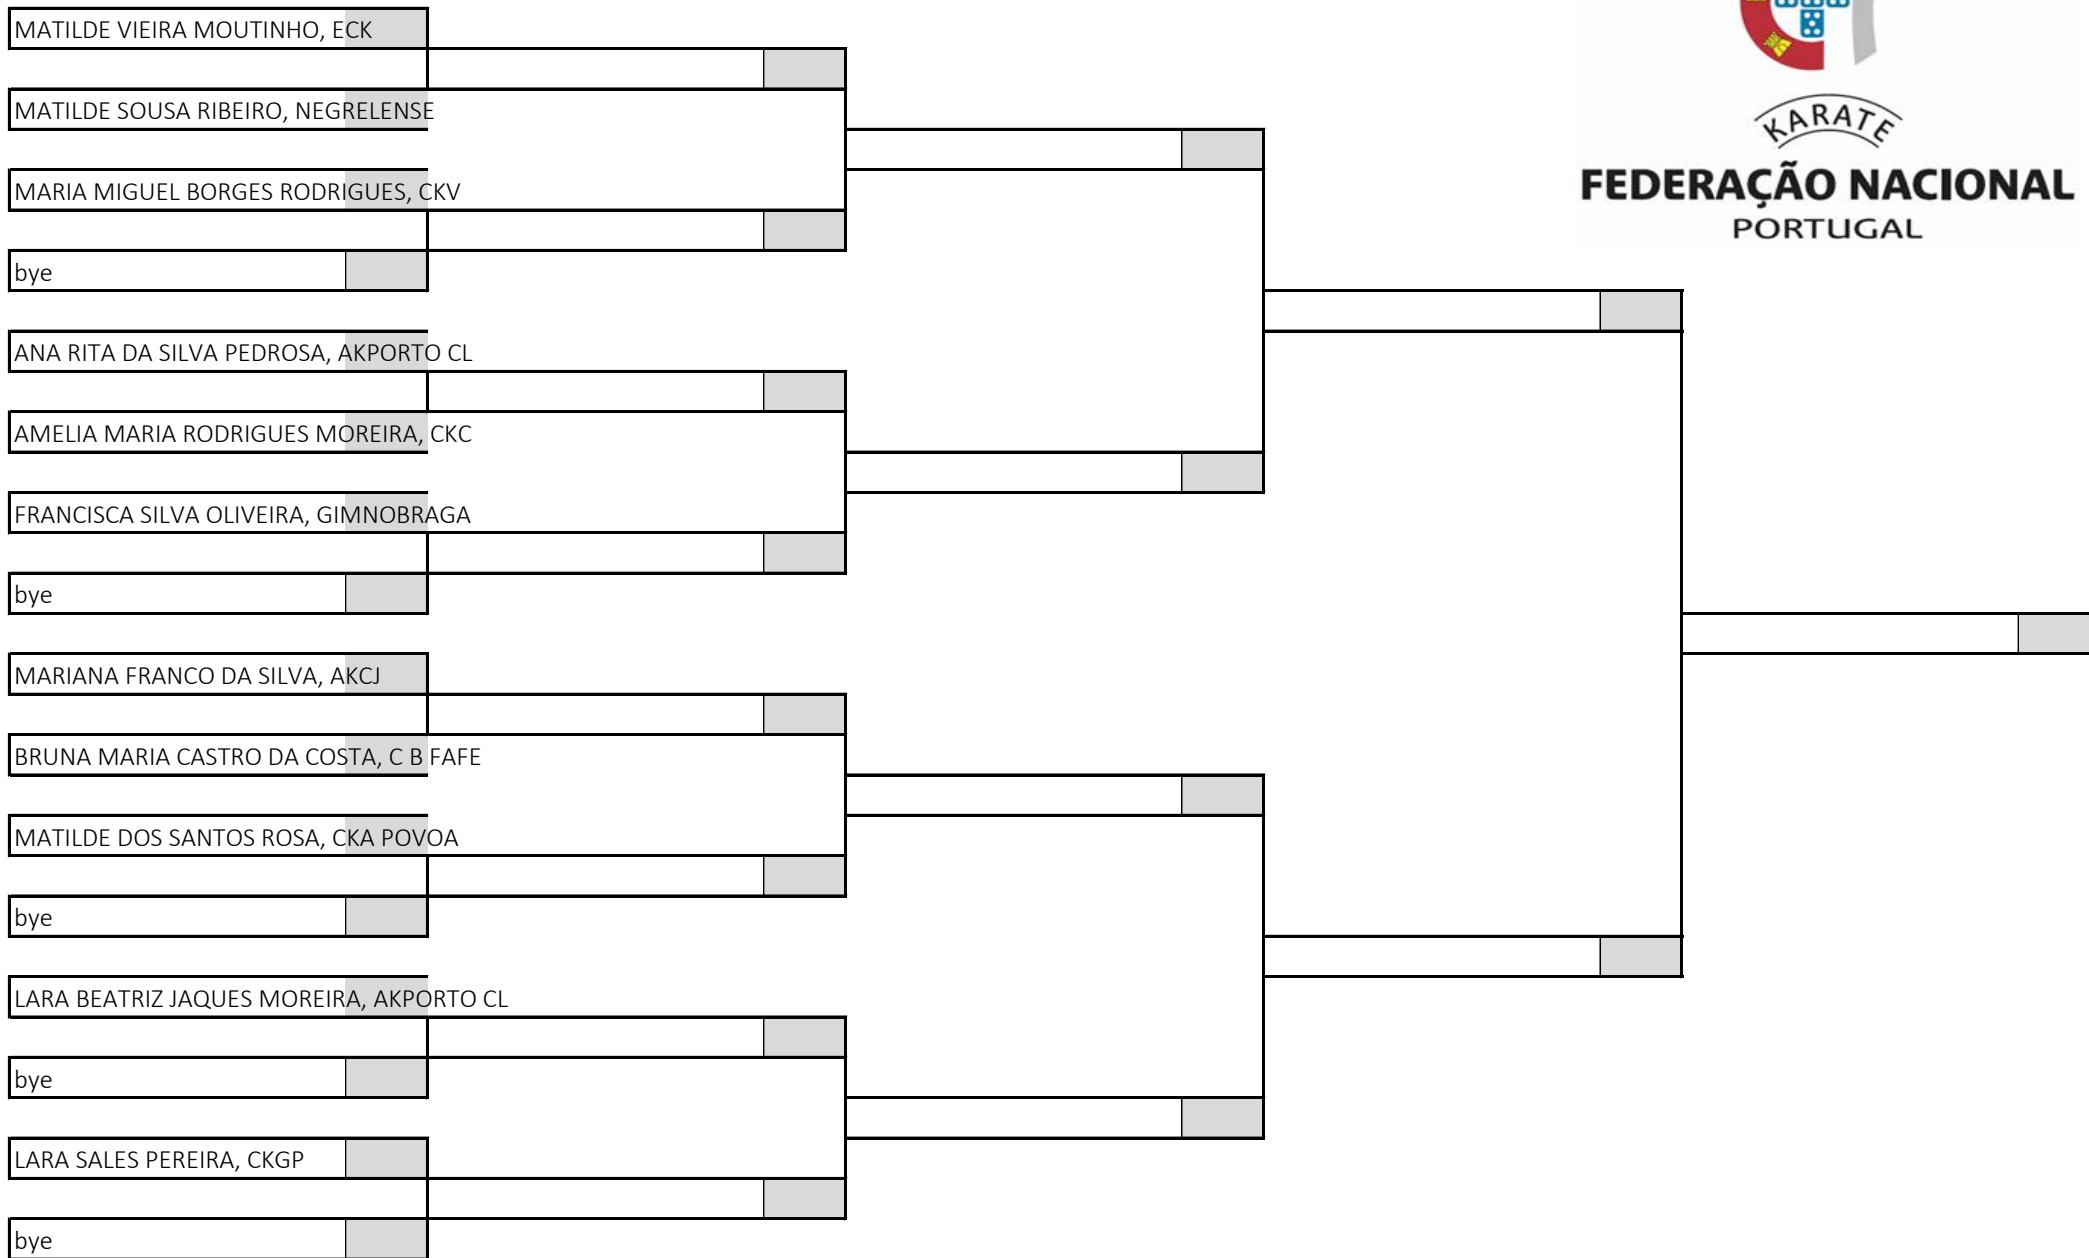 MATILDE VIEIRA MOUTINHO, ECK
MATILDE SOUSA RIBEIRO, NEGRELENSE
MARIA MIGUEL BORGES RODRIGUES, CKV
bye
ANA RITA DA SILVA PEDROSA, AKPORTO CL
AMELIA MARIA RODRIGUES MOREIRA, CKC
FRANCISCA SILVA OLIVEIRA, GIMNOBRAGA
bye
MARIANA FRANCO DA SILVA, AKCJ
BRUNA MARIA CASTRO DA COSTA, C B FAFE
MATILDE DOS SANTOS ROSA, CKA POVOA
bye
LARA BEATRIZ JAQUES MOREIRA, AKPORTO CL
bye
LARA SALES PEREIRA, CKGP
bye
KARATE
FEDERAÇÃO NACIONAL
PORTUGAL